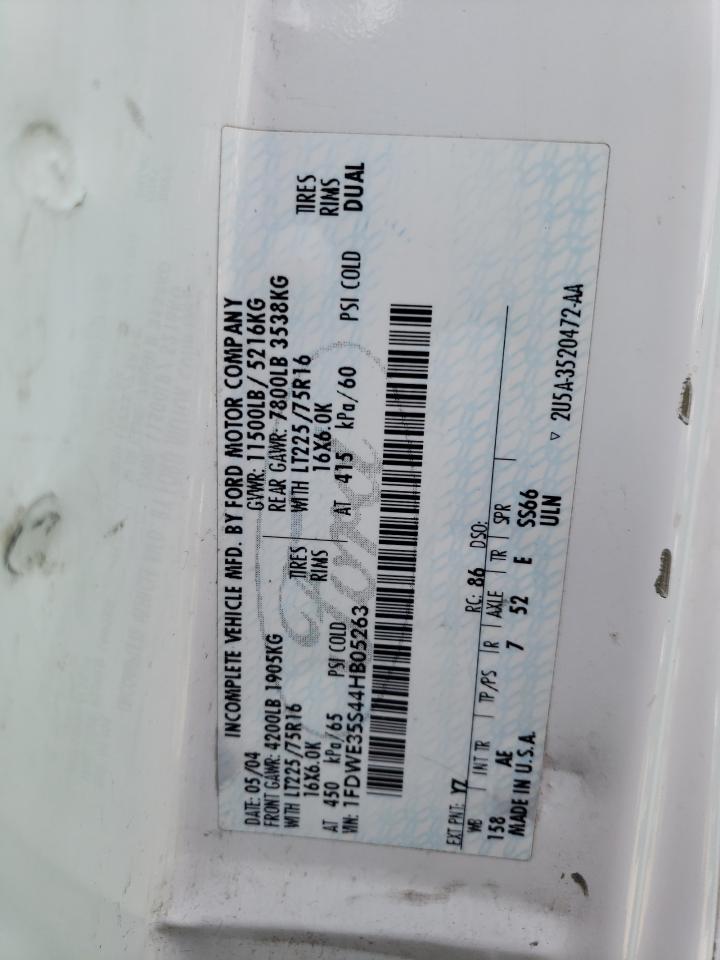 INCOMPLETE VEHICLE MFD. BY FORD MOTOR COMPANY
DATE: 05/04 GVWR: 11500LB / 5216KG
FRONT GAWR: 4200LB 1905KG REAR GAWR: 7800LB 3538KG
WITH LT225/75R16 TIRES WITH LT225/75R16 TIRES
16X6.0K RIMS 16X6.0K RIMS
AT 450 kPa/65 PSI COLD AT 415 kPa/60 PSI COLD DUAL
VIN: 1FDWE35S44HB05263
Ford
EXT PNT: YZ RC: 86 DSO:
WB INT TR TP/PS R AXLE TR SPR
158 AE 7 52 E SS66
MADE IN U.S.A. ULN
▽ 2U5A-3520472-AA